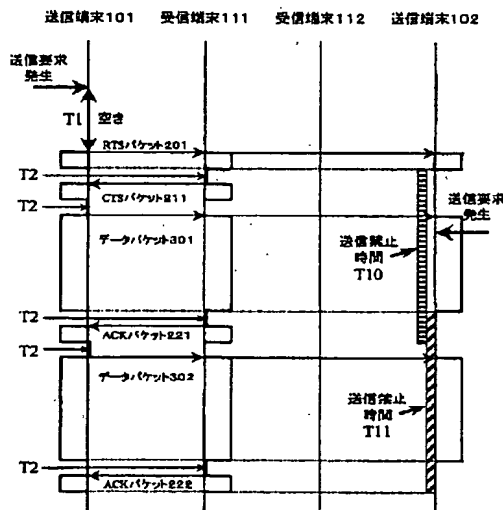 送信端末101 受信端末111 受信端末112 送信端末102
送信要求
発生
T1 空き
RTSパケット201
T2
CTSパケット211
T2
送信要求
発生
データパケット301
送信禁止
時間
T10
T2
ACKパケット221
T2
データパケット302
送信禁止
時間
T11
T2
ACKパケット222